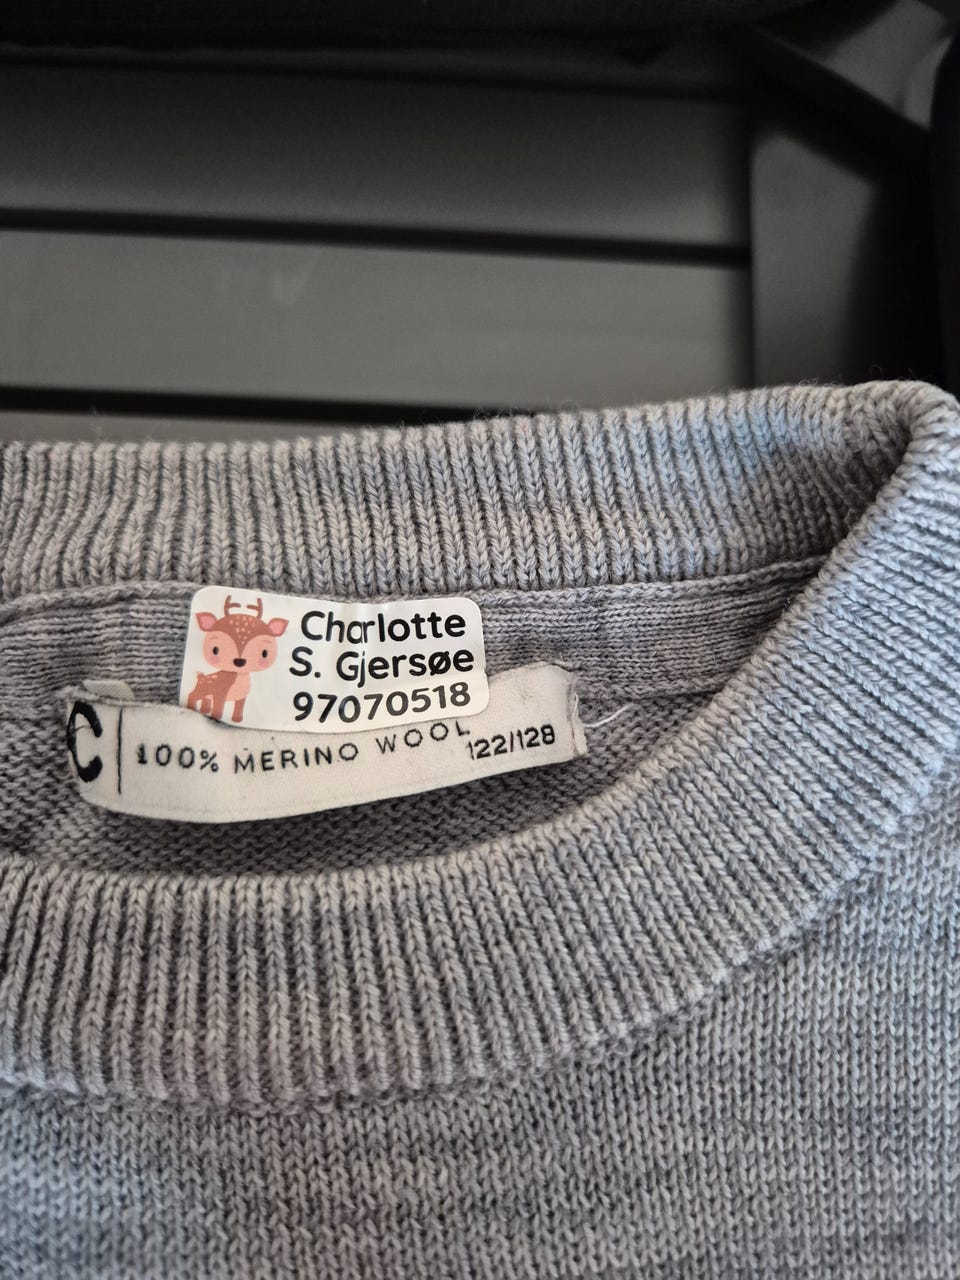 Charlotte
S. Gjersøe
97070518
C | 100% MERINO WOOL 122/128